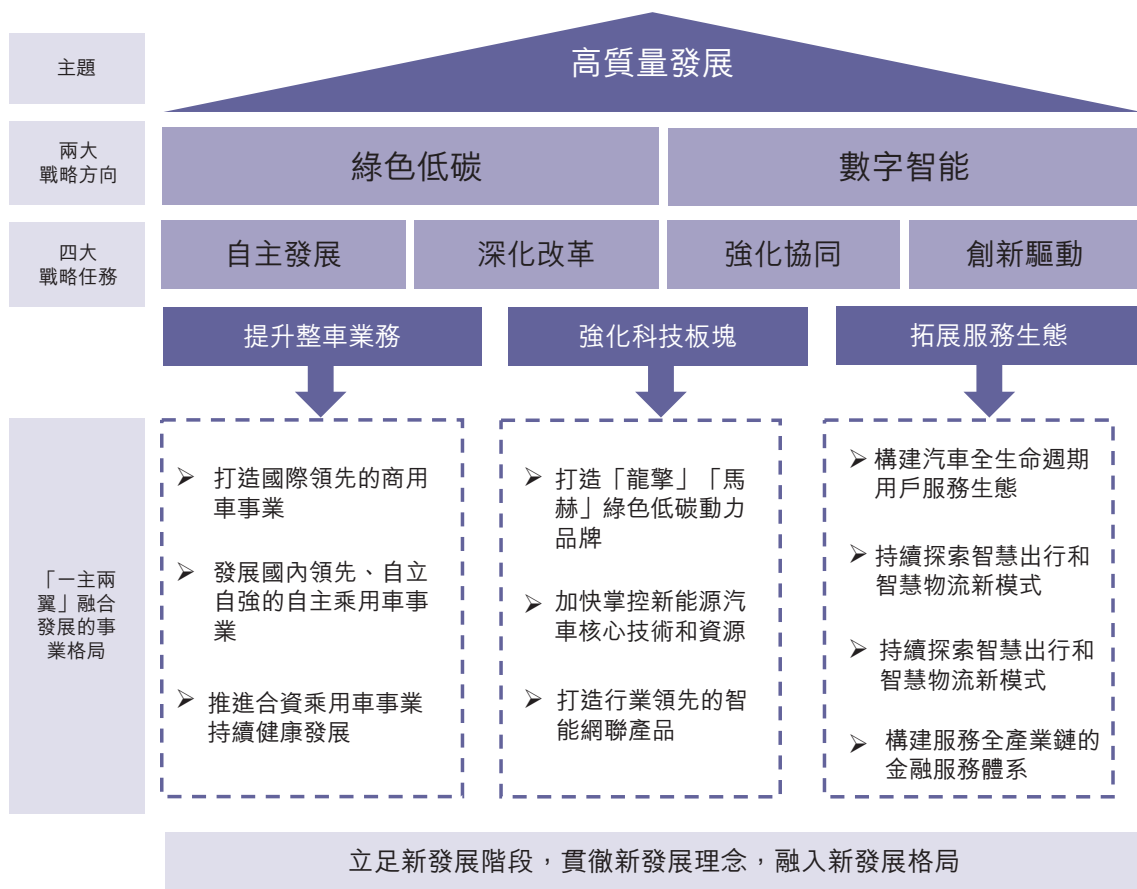 主題
高質量發展
兩大
戰略方向
綠色低碳
數字智能
四大
戰略任務
自主發展
深化改革
強化協同
創新驅動
提升整車業務
強化科技板塊
拓展服務生態
「一主兩
翼」融合
發展的事
業格局
➢ 打造國際領先的商用
車事業
➢ 發展國內領先、自立
自強的自主乘用車事
業
➢ 推進合資乘用車事業
持續健康發展
➢ 打造「龍擎」「馬
赫」綠色低碳動力
品牌
➢ 加快掌控新能源汽
車核心技術和資源
➢ 打造行業領先的智
能網聯產品
➢ 構建汽車全生命週期
用戶服務生態
➢ 持續探索智慧出行和
智慧物流新模式
➢ 持續探索智慧出行和
智慧物流新模式
➢ 構建服務全產業鏈的
金融服務體系
立足新發展階段，貫徹新發展理念，融入新發展格局